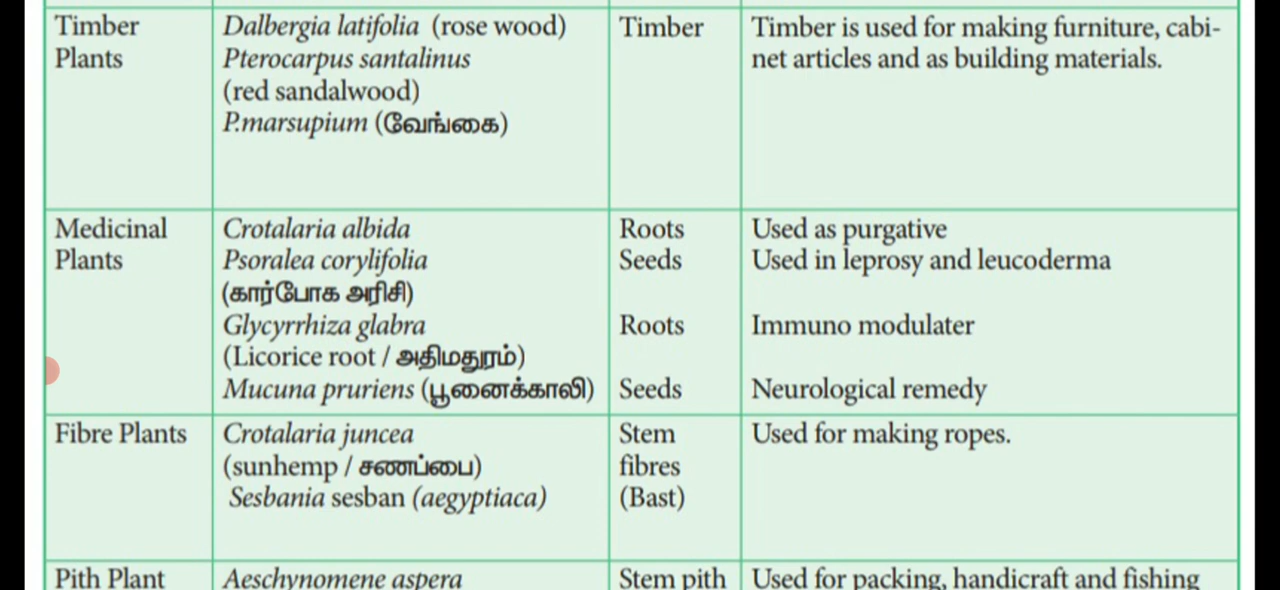 Timber Plants
Dalbergia latifolia (rose wood)
Pterocarpus santalinus
(red sandalwood)
P.marsupium (வேங்கை)
Timber
Timber is used for making furniture, cabi-
net articles and as building materials.
Medicinal Plants
Crotalaria albida
Roots
Used as purgative
Psoralea corylifolia
(கார்போக அரிசி)
Seeds
Used in leprosy and leucoderma
Glycyrrhiza glabra
(Licorice root / அதிமதுரம்)
Roots
Immuno modulater
Mucuna pruriens (பூனைக்காலி)
Seeds
Neurological remedy
Fibre Plants
Crotalaria juncea
(sunhemp / சணப்பை)
Sesbania sesban (aegyptiaca)
Stem
fibres
(Bast)
Used for making ropes.
Pith Plant
Aeschynomene aspera
Stem pith
Used for packing, handicraft and fishing